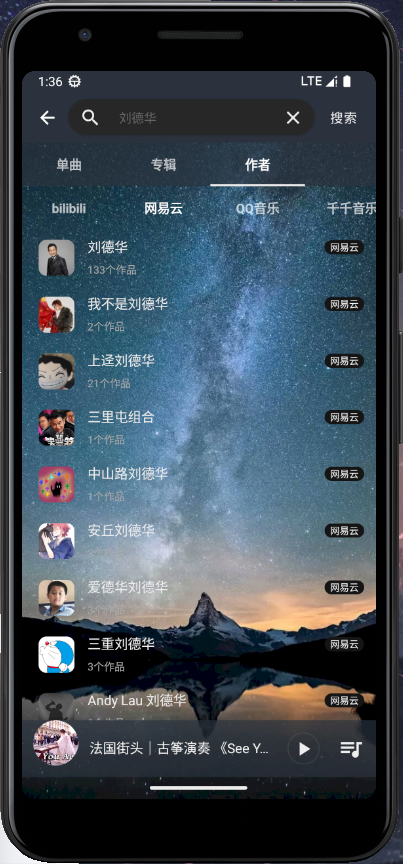 1:36 LTE
刘德华 搜索
单曲 专辑 作者
bilibili 网易云 QQ音乐 千千音乐
刘德华 网易云
133个作品
我不是刘德华 网易云
2个作品
上迳刘德华 网易云
21个作品
三里屯组合 网易云
1个作品
中山路刘德华 网易云
1个作品
安丘刘德华 网易云
爱德华刘德华 网易云
三重刘德华 网易云
3个作品
Andy Lau 刘德华 网易云
法国街头｜古筝演奏 《See Y...